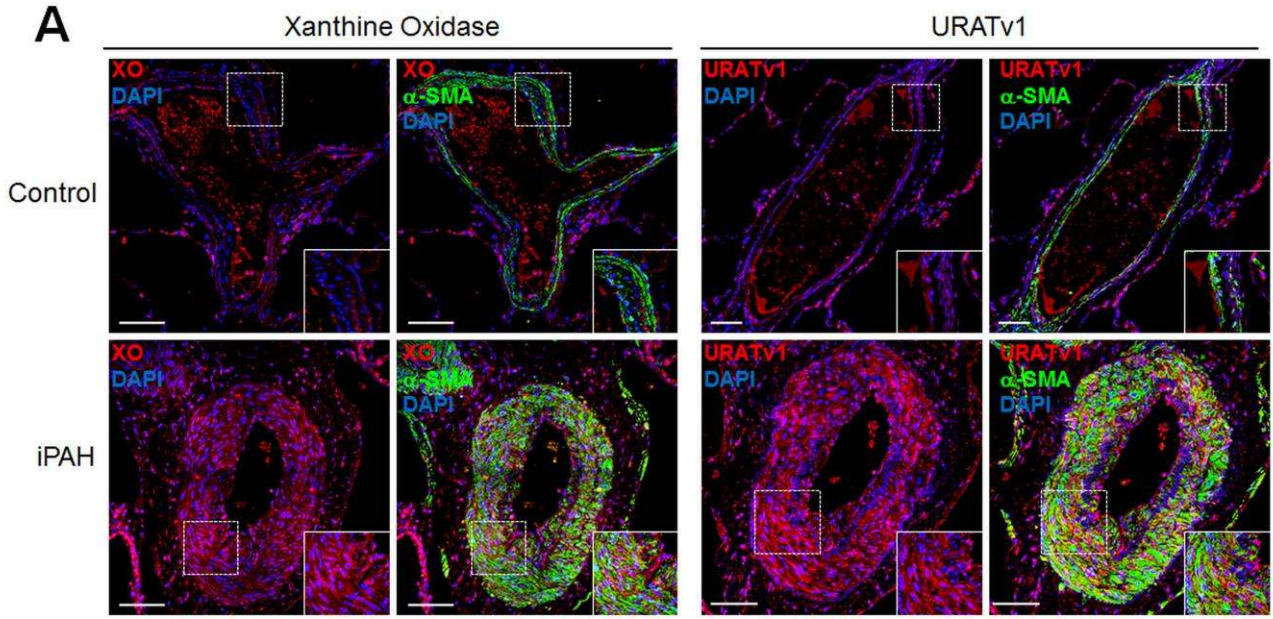 A
Xanthine Oxidase
URATv1
Control
XO
DAPI
XO
α-SMA
DAPI
URATv1
DAPI
URATv1
α-SMA
DAPI
iPAH
XO
DAPI
XO
α-SMA
DAPI
URATv1
DAPI
URATv1
α-SMA
DAPI